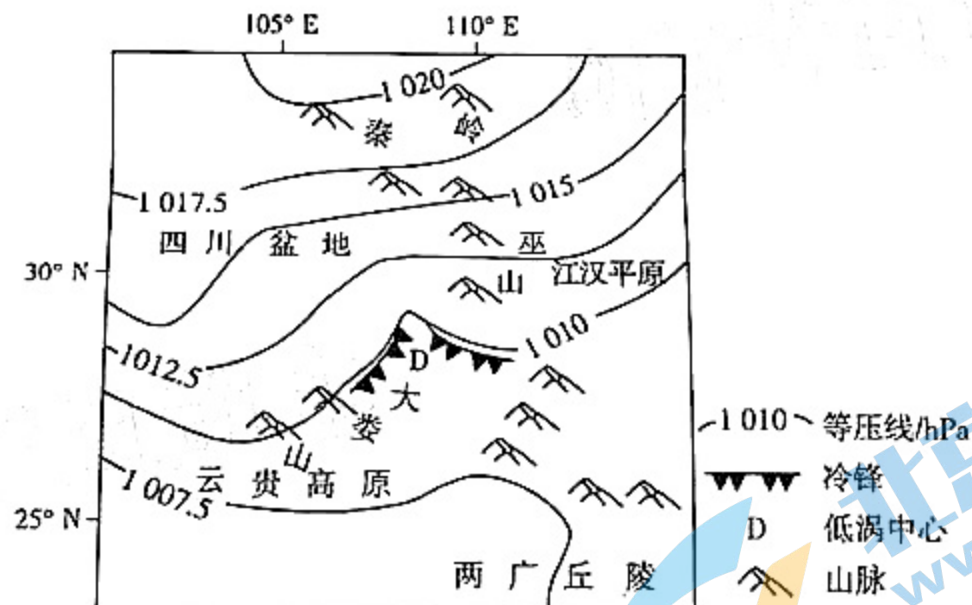 105° E 110° E
1 020
秦 岭
1 017.5
1 015
四 川 盆 地
巫
山
江汉平原
30° N
1 010
D
1012.5
大
娄
山
云 贵 高 原
1 007.5
25° N
两 广 丘 陵
1 010 等压线/hPa
冷锋
D 低涡中心
山脉